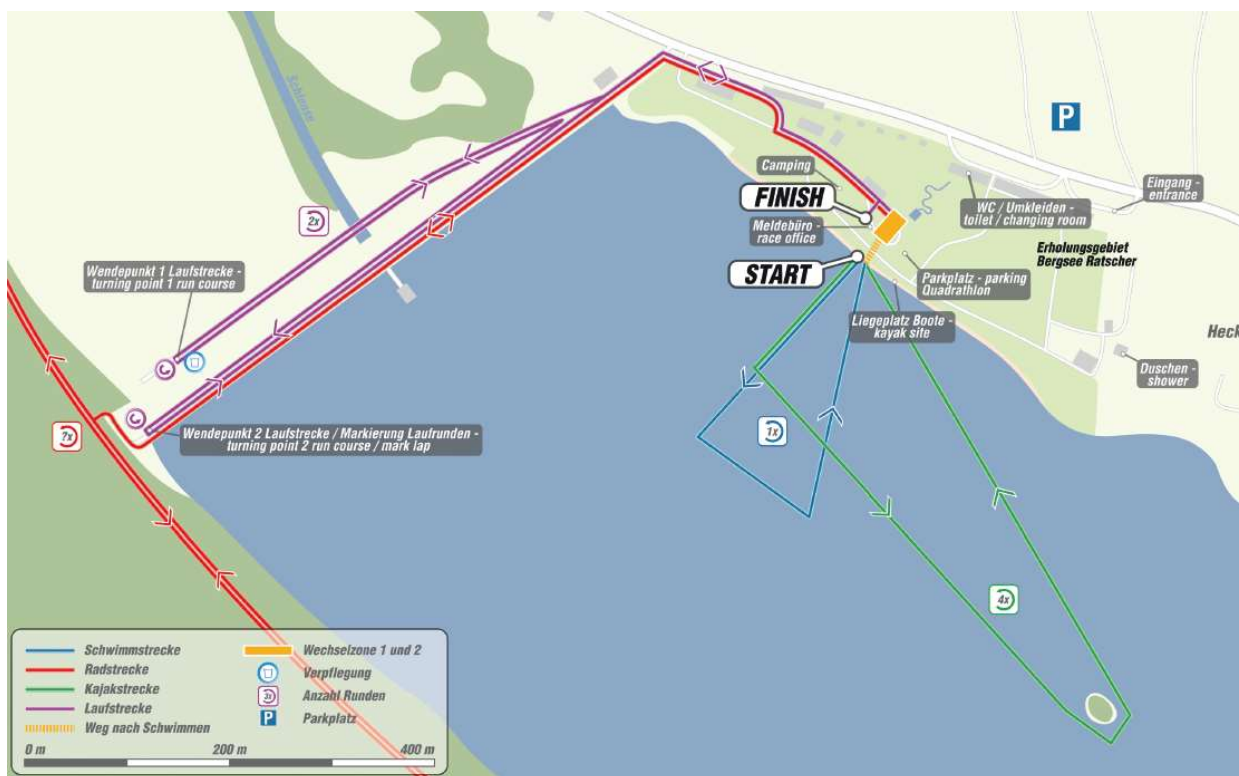 Schleuse
P
Camping
Eingang -
entrance
FINISH
WC / Umkleiden -
toilet / changing room
2x
Meldebüro -
race office
Erholungsgebiet
Bergsee Ratscher
START
Wendepunkt 1 Laufstrecke -
turning point 1 run course
Parkplatz - parking
Quadrathlon
Liegeplatz Boote -
kayak site
Heck
Duschen -
shower
?x
Wendepunkt 2 Laufstrecke / Markierung Laufrunden -
turning point 2 run course / mark lap
1x
4x
Schwimmstrecke
Radstrecke
Kajakstrecke
Laufstrecke
Weg nach Schwimmen
Wechselzone 1 und 2
Verpflegung
3x
Anzahl Runden
P
Parkplatz
0 m
200 m
400 m